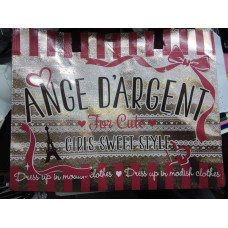 ANGE D'ARGENT
For Cute
GIRLS SWEET STYLE
Dress up in modish clothes ♥ Dress up in modish clothes